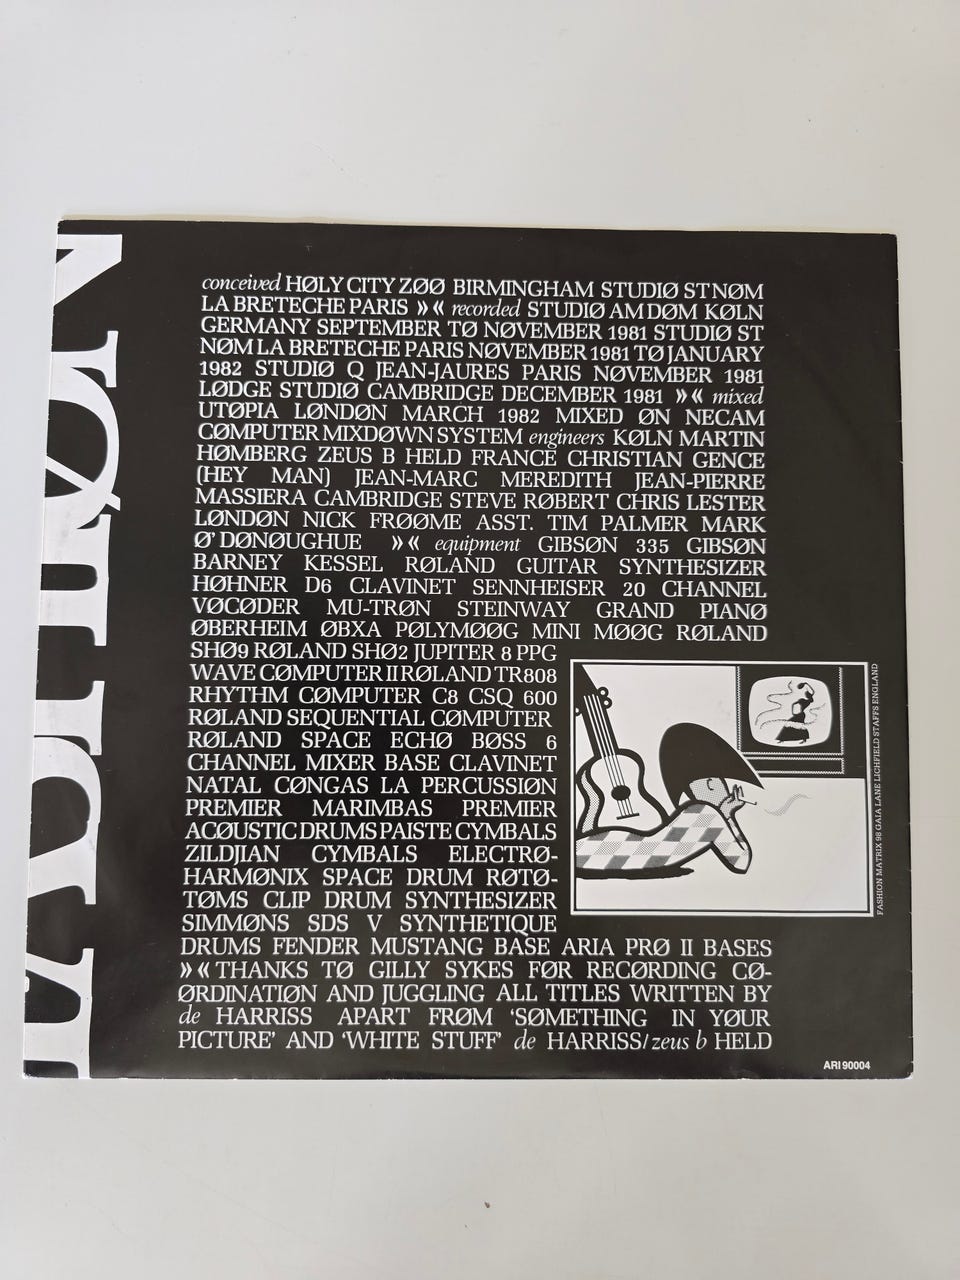 conceived HØLY CITY ZØØ BIRMINGHAM STUDIØ ST NØM
LA BRETECHE PARIS »« recorded STUDIØ AM DØM KØLN
GERMANY SEPTEMBER TØ NØVEMBER 1981 STUDIØ ST
NØM LA BRETECHE PARIS NØVEMBER 1981 TØ JANUARY
1982 STUDIØ Q JEAN-JAURES PARIS NØVEMBER 1981
LØDGE STUDIØ CAMBRIDGE DECEMBER 1981 »« mixed
UTØPIA LØNDØN MARCH 1982 MIXED ØN NECAM
CØMPUTER MIXDØWN SYSTEM engineers KØLN MARTIN
HØMBERG ZEUS B HELD FRANCE CHRISTIAN GENCE
(HEY MAN) JEAN-MARC MEREDITH JEAN-PIERRE
MASSIERA CAMBRIDGE STEVE RØBERT CHRIS LESTER
LØNDØN NICK FRØØME ASST. TIM PALMER MARK
Ø'DØNØUGHUE »« equipment GIBSØN 335 GIBSØN
BARNEY KESSEL RØLAND GUITAR SYNTHESIZER
HØHNER D6 CLAVINET SENNHEISER 20 CHANNEL
VØCØDER MU-TRØN STEINWAY GRAND PIANØ
ØBERHEIM ØBXA PØLYMØØG MINI MØØG RØLAND
SHØ9 RØLAND SHØ2 JUPITER 8 PPG
WAVE CØMPUTER II RØLAND TR808
RHYTHM CØMPUTER C8 CSQ 600
RØLAND SEQUENTIAL CØMPUTER
RØLAND SPACE ECHØ BØSS 6
CHANNEL MIXER BASE CLAVINET
NATAL CØNGAS LA PERCUSSIØN
PREMIER MARIMBAS PREMIER
ACØUSTIC DRUMS PAISTE CYMBALS
ZILDJIAN CYMBALS ELECTRØ-
HARMØNIX SPACE DRUM RØTØ-
TØMS CLIP DRUM SYNTHESIZER
SIMMØNS SDS V SYNTHETIQUE
DRUMS FENDER MUSTANG BASE ARIA PRØ II BASES
»« THANKS TØ GILLY SYKES FØR RECØRDING CØ-
ØRDINATIØN AND JUGGLING ALL TITLES WRITTEN BY
de HARRISS APART FRØM 'SØMETHING IN YØUR
PICTURE' AND 'WHITE STUFF' de HARRISS/zeus b HELD
FASHION MATRIX 98 GAIA LANE LICHFIELD STAFFS ENGLAND
ARI 90004